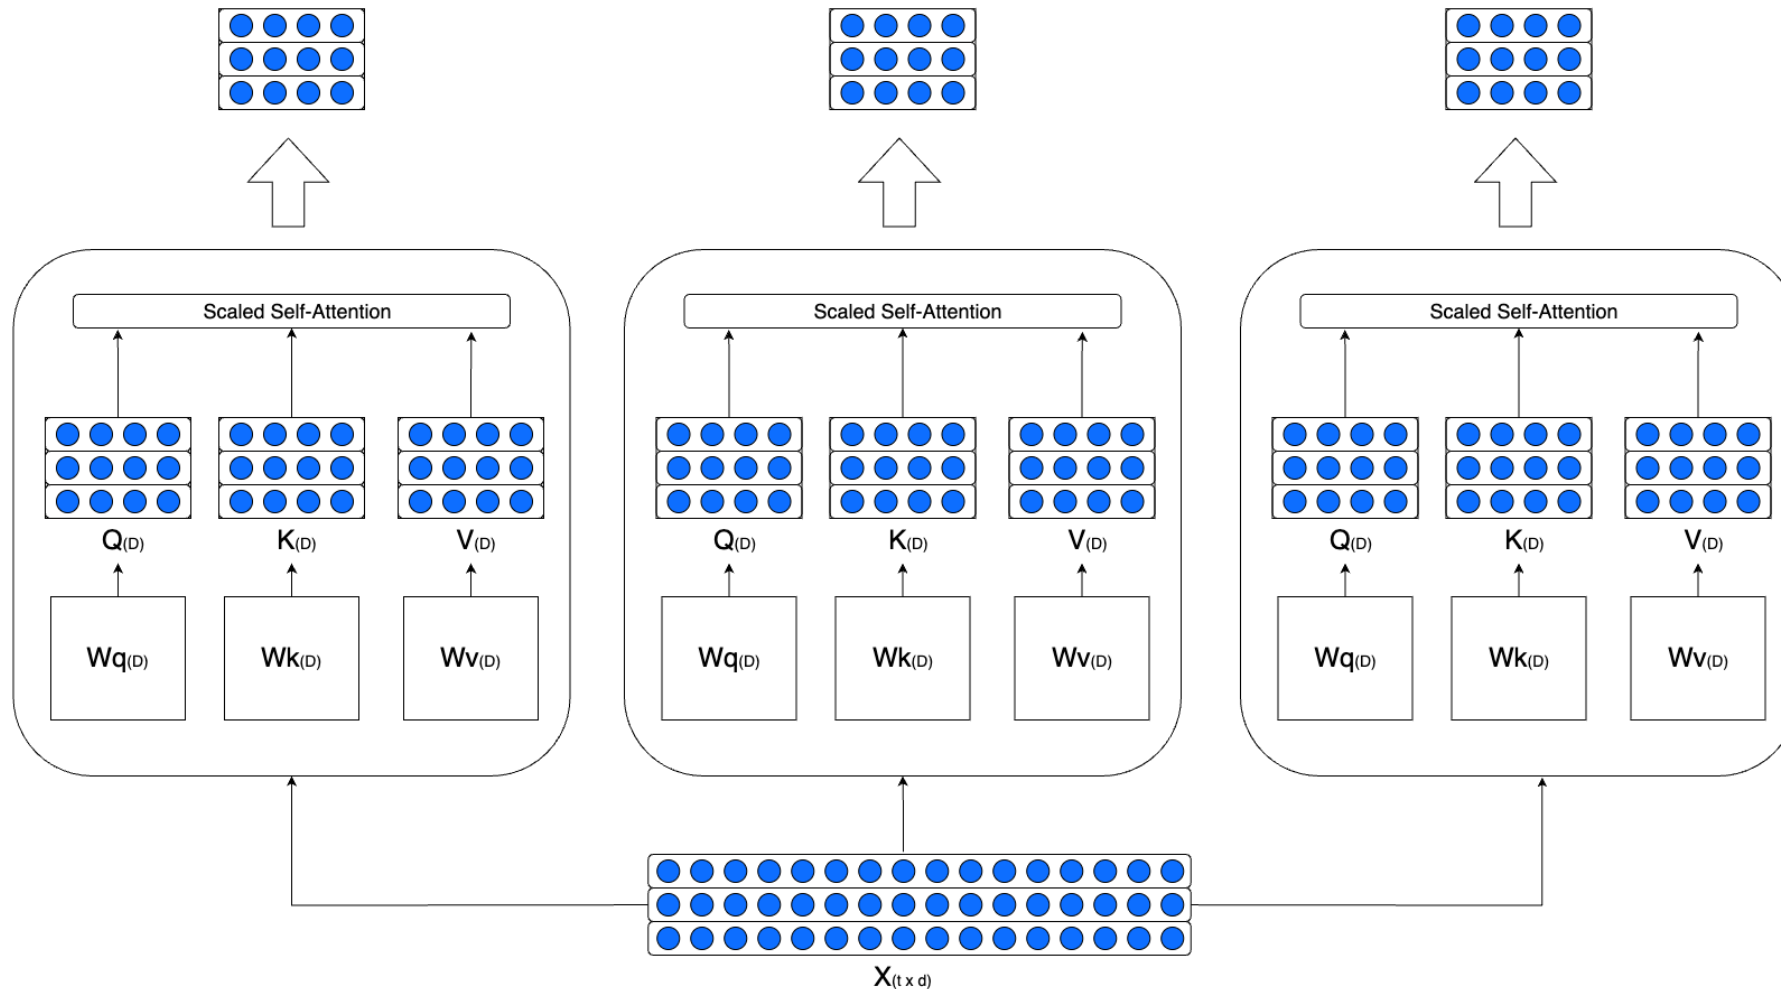 Scaled Self-Attention Scaled Self-Attention Scaled Self-Attention
Q(D) K(D) V(D) Q(D) K(D) V(D) Q(D) K(D) V(D)
Wq(D) Wk(D) Wv(D) Wq(D) Wk(D) Wv(D) Wq(D) Wk(D) Wv(D)
X(t x d)